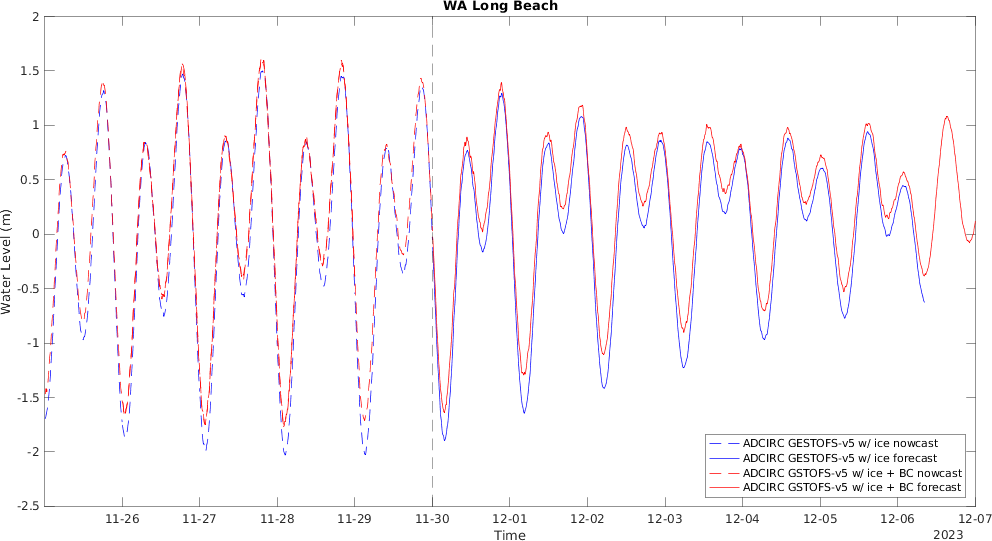 WA Long Beach
Water Level (m)
2
1.5
1
0.5
0
-0.5
-1
-1.5
-2
-2.5
ADCIRC GESTOFS-v5 w/ ice nowcast
ADCIRC GESTOFS-v5 w/ ice forecast
ADCIRC GSTOFS-v5 w/ ice + BC nowcast
ADCIRC GSTOFS-v5 w/ ice + BC forecast
11-26 11-27 11-28 11-29 11-30 12-01 12-02 12-03 12-04 12-05 12-06 12-07
Time
2023